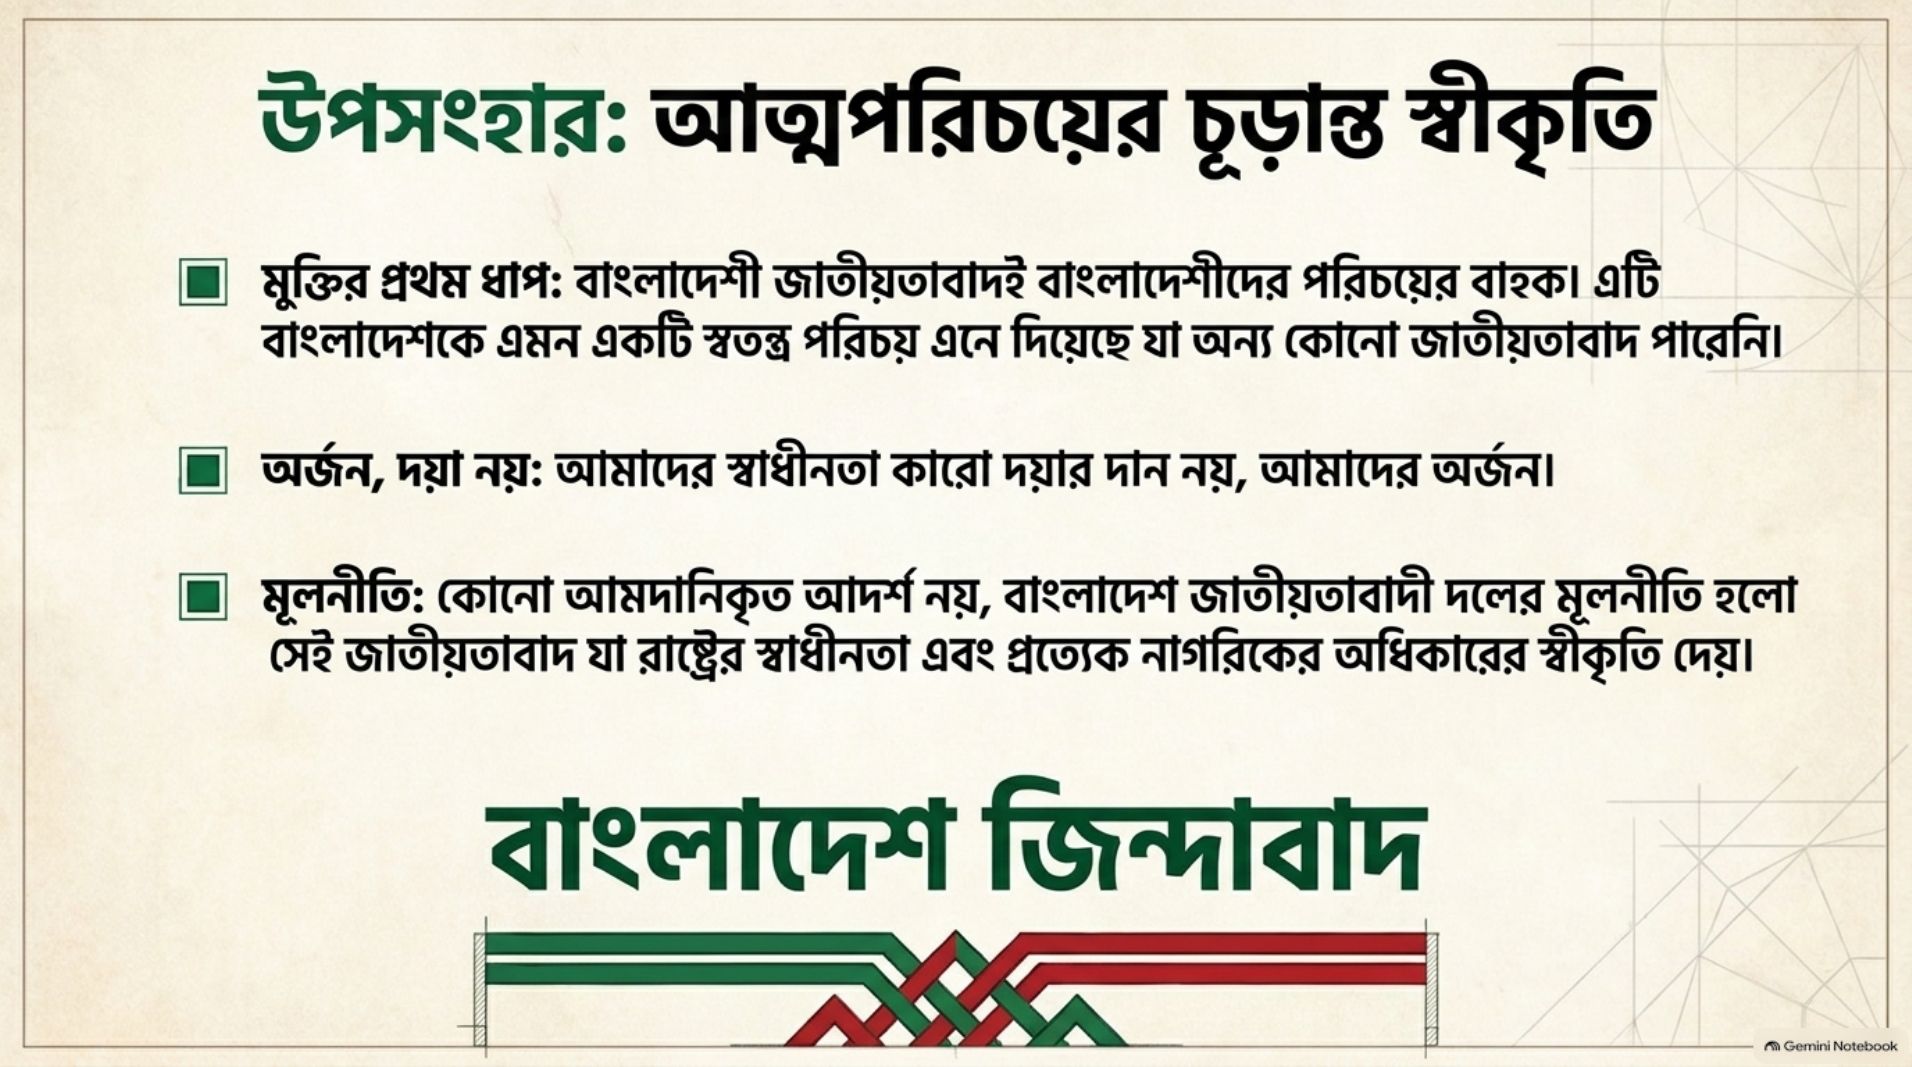 উপসংহার: আত্মপরিচয়ের চূড়ান্ত স্বীকৃতি
মুক্তির প্রথম ধাপ: বাংলাদেশী জাতীয়তাবাদই বাংলাদেশীদের পরিচয়ের বাহক। এটি
বাংলাদেশকে এমন একটি স্বতন্ত্র পরিচয় এনে দিয়েছে যা অন্য কোনো জাতীয়তাবাদ পারেনি।
অর্জন, দয়া নয়: আমাদের স্বাধীনতা কারো দয়ার দান নয়, আমাদের অর্জন।
মূলনীতি: কোনো আমদানিকৃত আদর্শ নয়, বাংলাদেশ জাতীয়তাবাদী দলের মূলনীতি হলো
সেই জাতীয়তাবাদ যা রাষ্ট্রের স্বাধীনতা এবং প্রত্যেক নাগরিকের অধিকারের স্বীকৃতি দেয়।
বাংলাদেশ জিন্দাবাদ
Gemini Notebook